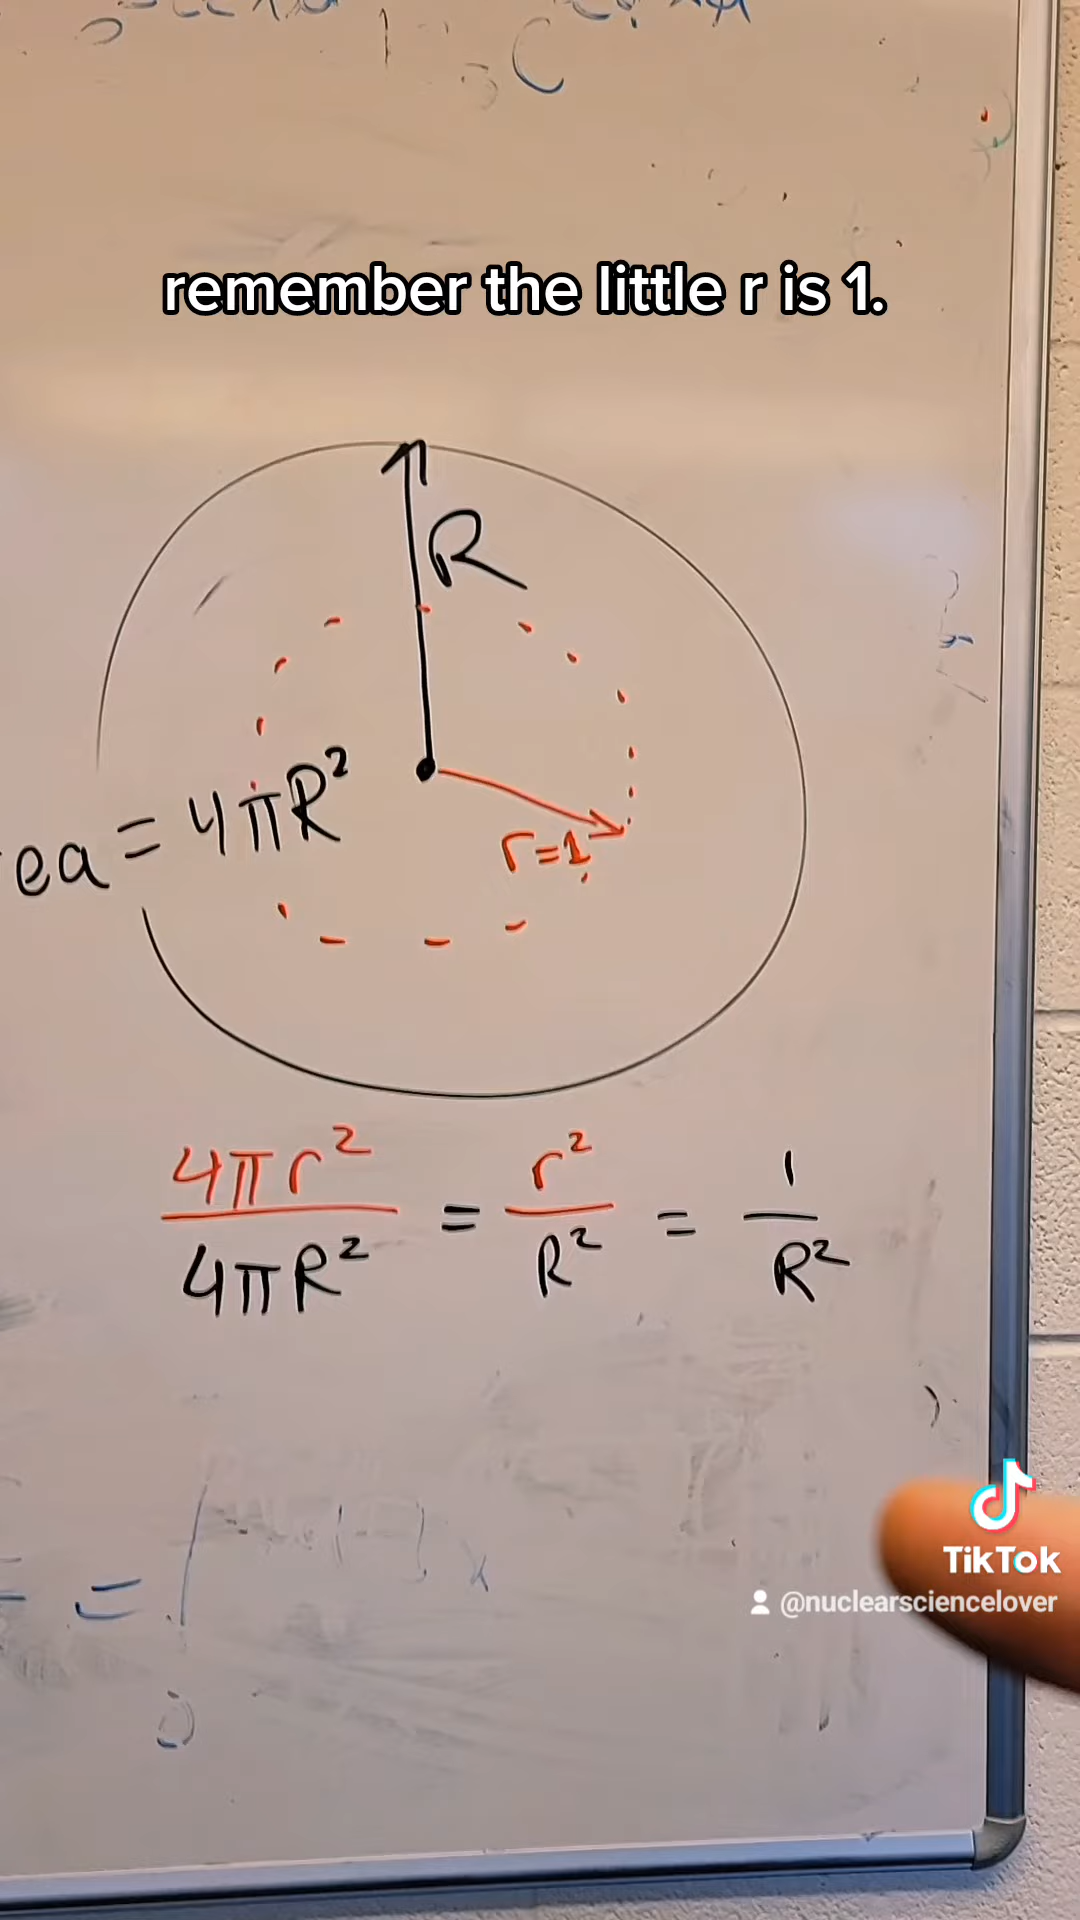 remember the little r is 1.
R
ea = 4πR²
r=1
4πr²/4πR² = r²/R² = 1/R²
TikTok
@nuclearsciencelover